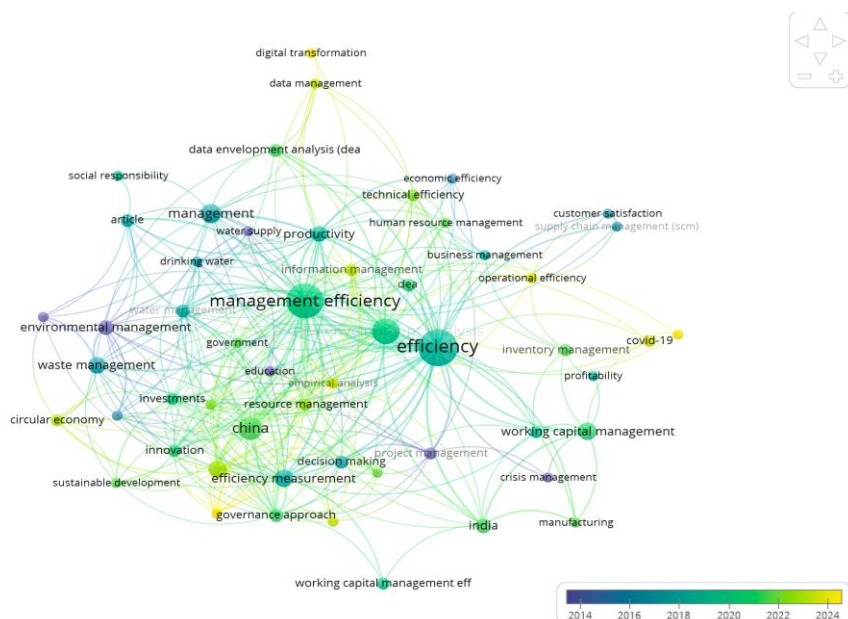 digital transformation
data management
data envelopment analysis (dea
social responsibility
economic efficiency
technical efficiency
management
article
customer satisfaction
supply chain management (scm)
human resource management
water supply
productivity
business management
drinking water
information management
dea
operational efficiency
management efficiency
water management
environmental management
government
efficiency
covid-19
inventory management
waste management
education
profitability
empirical analysis
investments
resource management
circular economy
china
working capital management
innovation
project management
decision making
efficiency measurement
crisis management
sustainable development
governance approach
india
manufacturing
working capital management eff
2014 2016 2018 2020 2022 2024